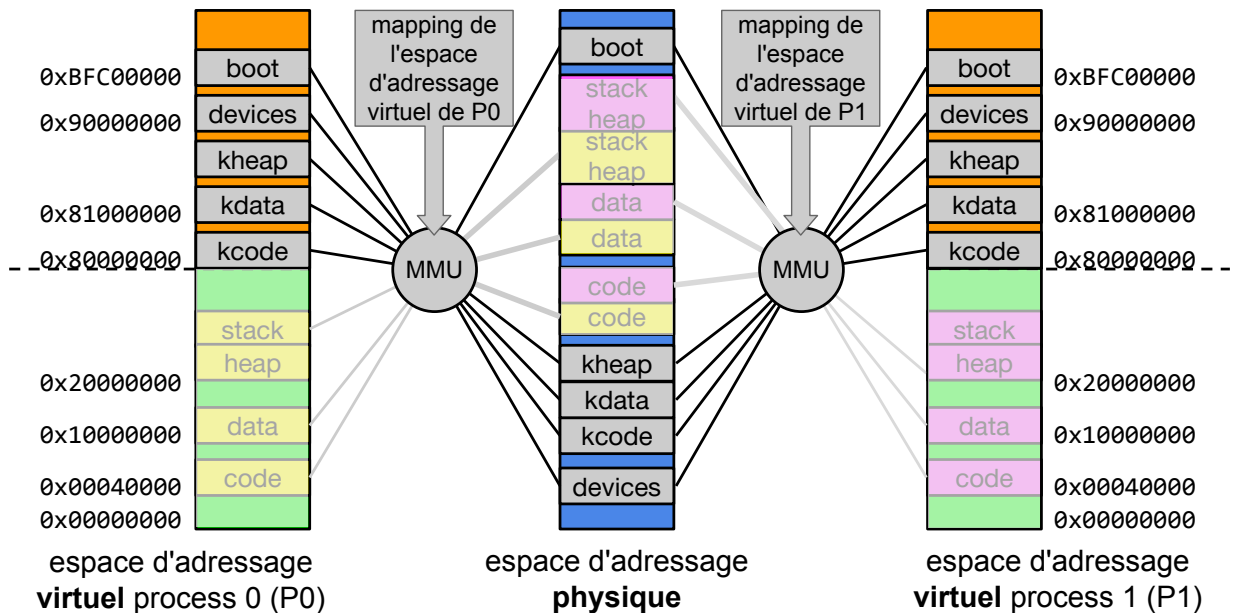 boot
devices
kheap
kdata
kcode
stack
heap
data
code
0xBFC00000
0x90000000
0x81000000
0x80000000
0x20000000
0x10000000
0x00040000
0x00000000
espace d'adressage
virtuel process 0 (P0)
mapping de
l'espace
d'adressage
virtuel de P0
MMU
boot
stack
heap
stack
heap
data
data
code
code
kheap
kdata
kcode
devices
espace d'adressage
physique
mapping de
l'espace
d'adressage
virtuel de P1
MMU
boot
devices
kheap
kdata
kcode
stack
heap
data
code
0xBFC00000
0x90000000
0x81000000
0x80000000
0x20000000
0x10000000
0x00040000
0x00000000
espace d'adressage
virtuel process 1 (P1)